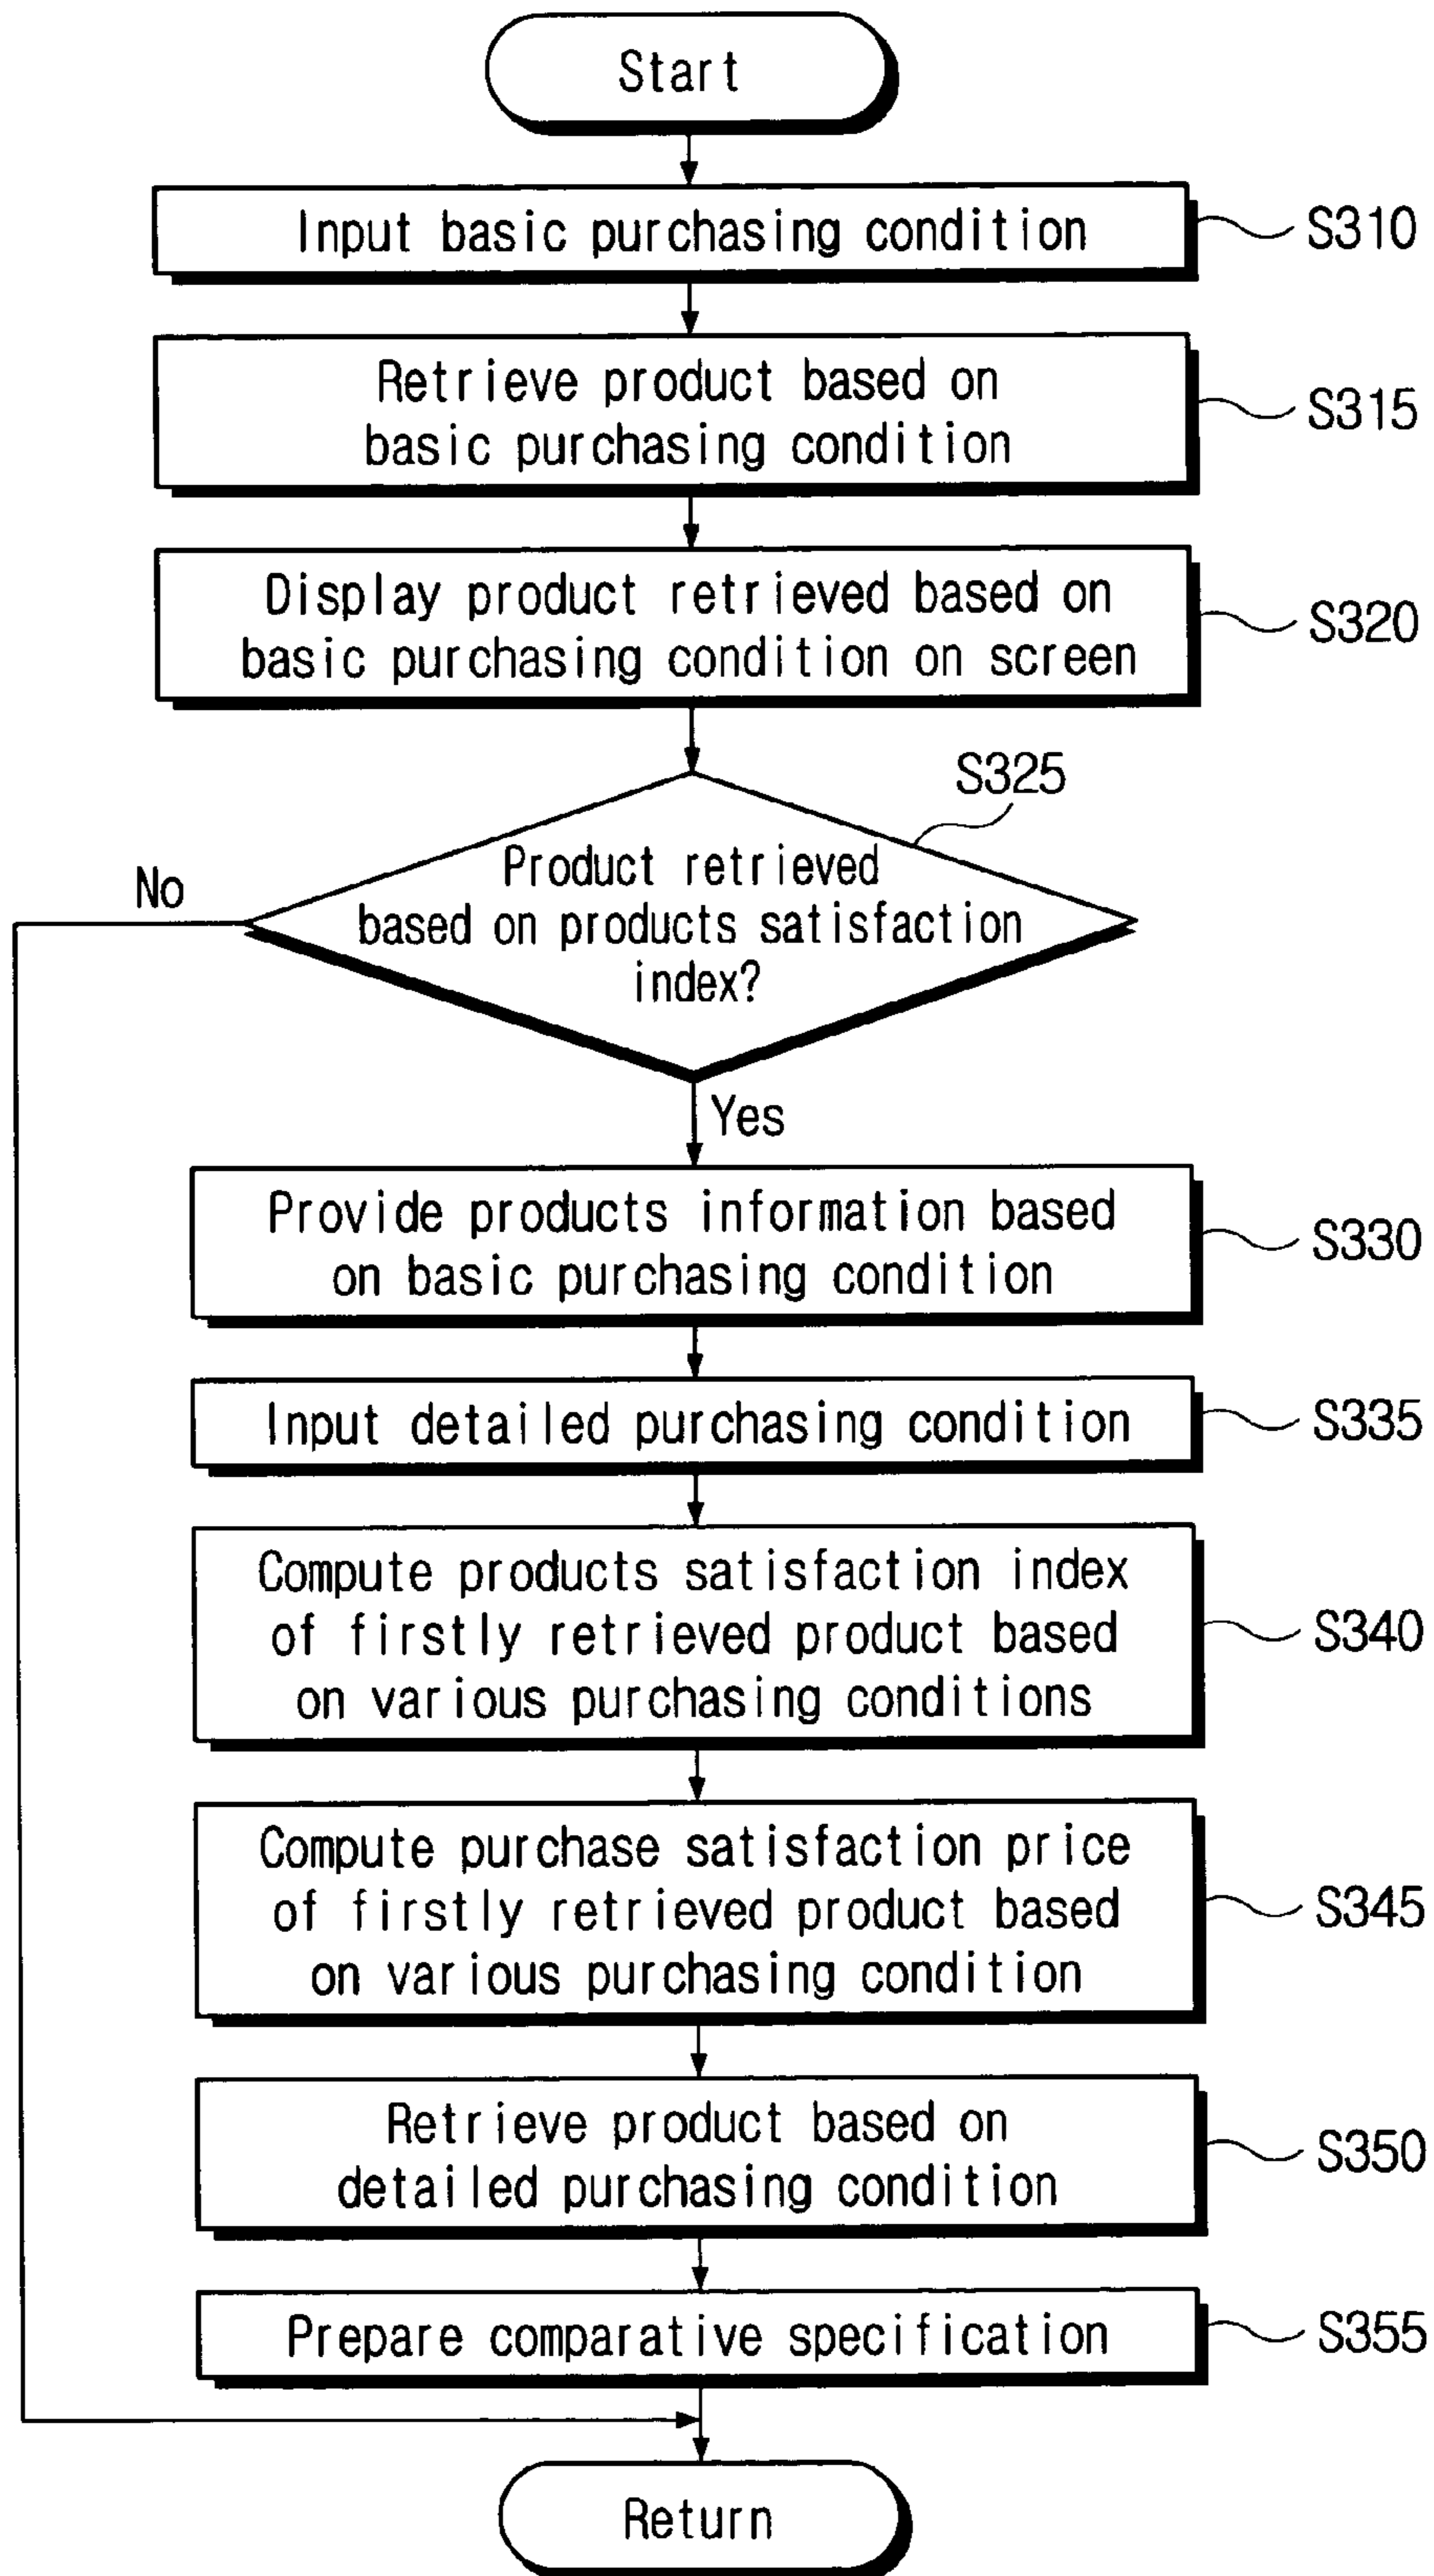 Start
Input basic purchasing condition
S310
Retrieve product based on
basic purchasing condition
S315
Display product retrieved based on
basic purchasing condition on screen
S320
S325
Product retrieved
based on products satisfaction
index?
No
Yes
Provide products information based
on basic purchasing condition
S330
Input detailed purchasing condition
S335
Compute products satisfaction index
of firstly retrieved product based
on various purchasing conditions
S340
Compute purchase satisfaction price
of firstly retrieved product based
on various purchasing condition
S345
Retrieve product based on
detailed purchasing condition
S350
Prepare comparative specification
S355
Return